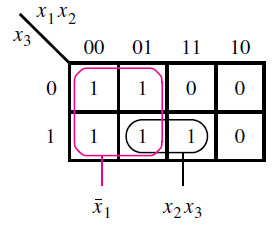 x₁x₂
x₃
00 01 11 10
0 1 1 0 0
1 1 1 1 0
x̄₁ x₂x₃